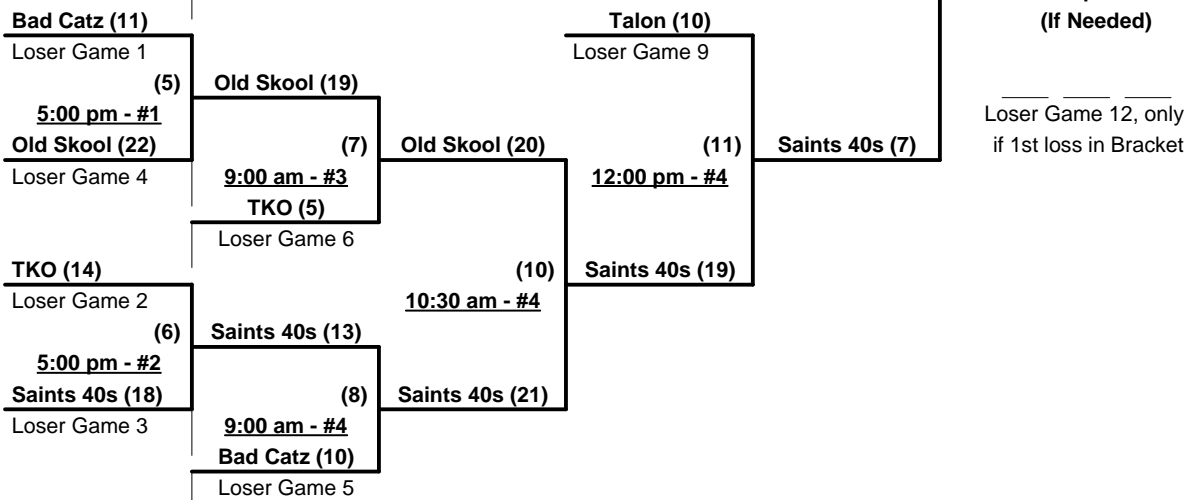 Bad Catz (11)
Loser Game 1
(5)
5:00 pm - #1
Old Skool (22)
Loser Game 4
Old Skool (19)
(7)
9:00 am - #3
TKO (5)
Loser Game 6
TKO (14)
Loser Game 2
(6)
5:00 pm - #2
Saints 40s (18)
Loser Game 3
Saints 40s (13)
(8)
9:00 am - #4
Bad Catz (10)
Loser Game 5
Old Skool (20)
(10)
10:30 am - #4
Saints 40s (21)
Talon (10)
Loser Game 9
(11)
12:00 pm - #4
Saints 40s (19)
Saints 40s (7)
(If Needed)
____ ____ ____
Loser Game 12, only
if 1st loss in Bracket